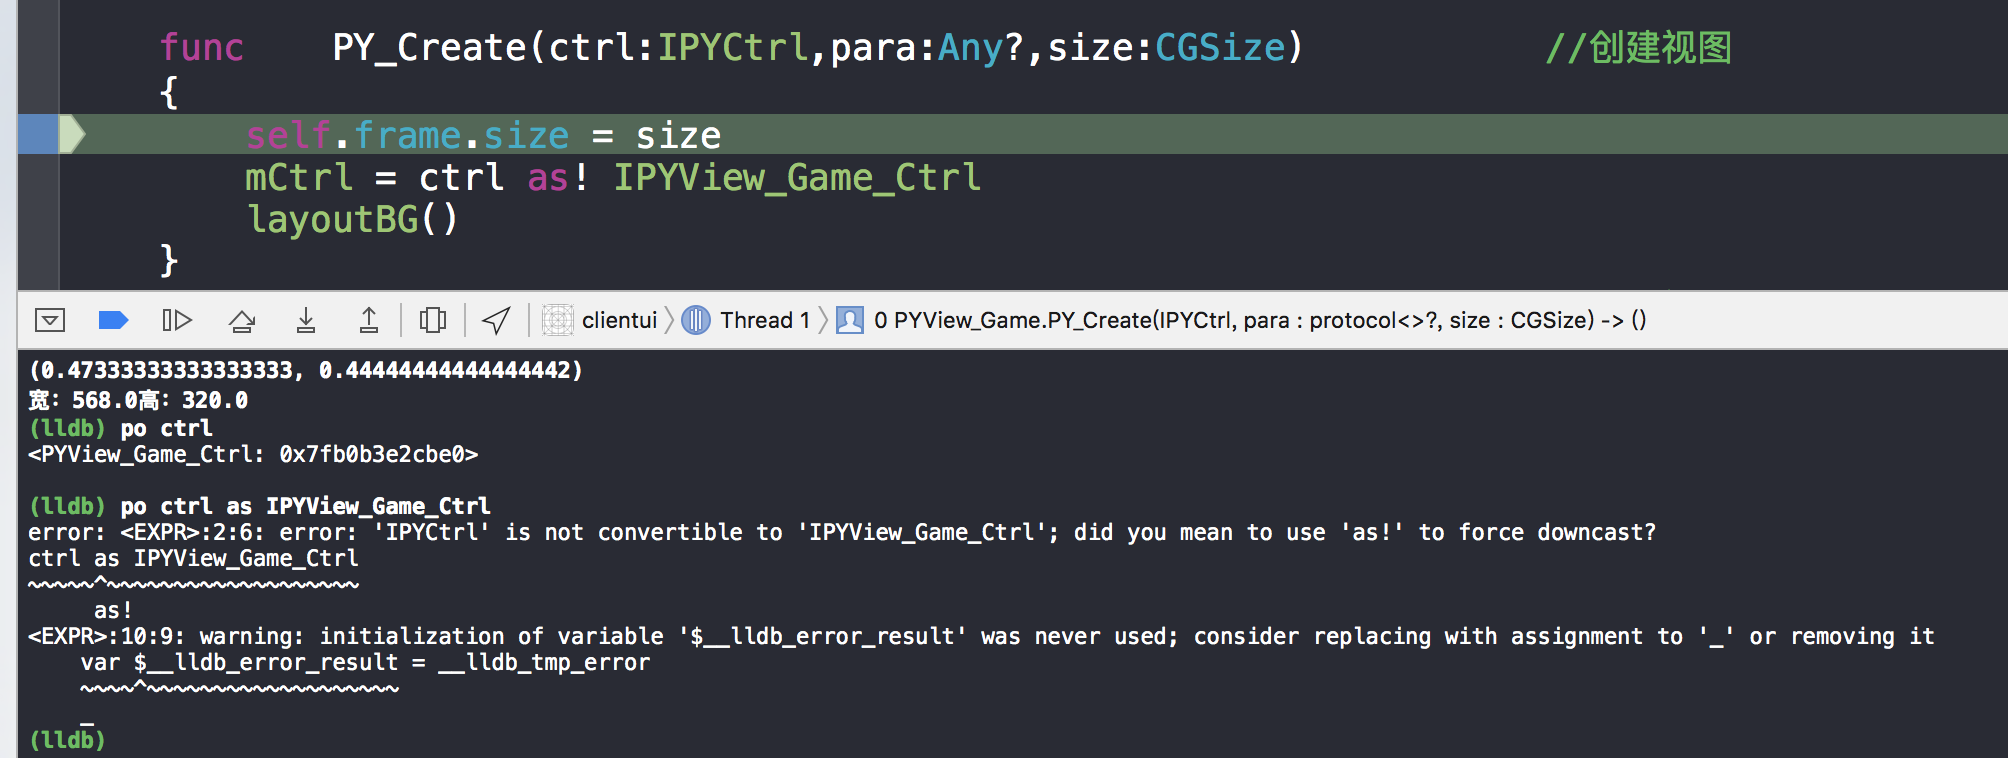 func    PY_Create(ctrl:IPYCtrl,para:Any?,size:CGSize)           //创建视图
{
    self.frame.size = size
    mCtrl = ctrl as! IPYView_Game_Ctrl
    layoutBG()
}
clientui Thread 1 0 PYView_Game.PY_Create(IPYCtrl, para : protocol<>?, size : CGSize) -> ()
(0.47333333333333333, 0.44444444444444442)
宽：568.0高：320.0
(lldb) po ctrl
<PYView_Game_Ctrl: 0x7fb0b3e2cbe0>
(lldb) po ctrl as IPYView_Game_Ctrl
error: <EXPR>:2:6: error: 'IPYCtrl' is not convertible to 'IPYView_Game_Ctrl'; did you mean to use 'as!' to force downcast?
ctrl as IPYView_Game_Ctrl
~~~~~^~~~~~~~~~~~~~~~~~~~
     as!
<EXPR>:10:9: warning: initialization of variable '$__lldb_error_result' was never used; consider replacing with assignment to '_' or removing it
    var $__lldb_error_result = __lldb_tmp_error
    ~~~~^~~~~~~~~~~~~~~~~~~~
    _
(lldb)